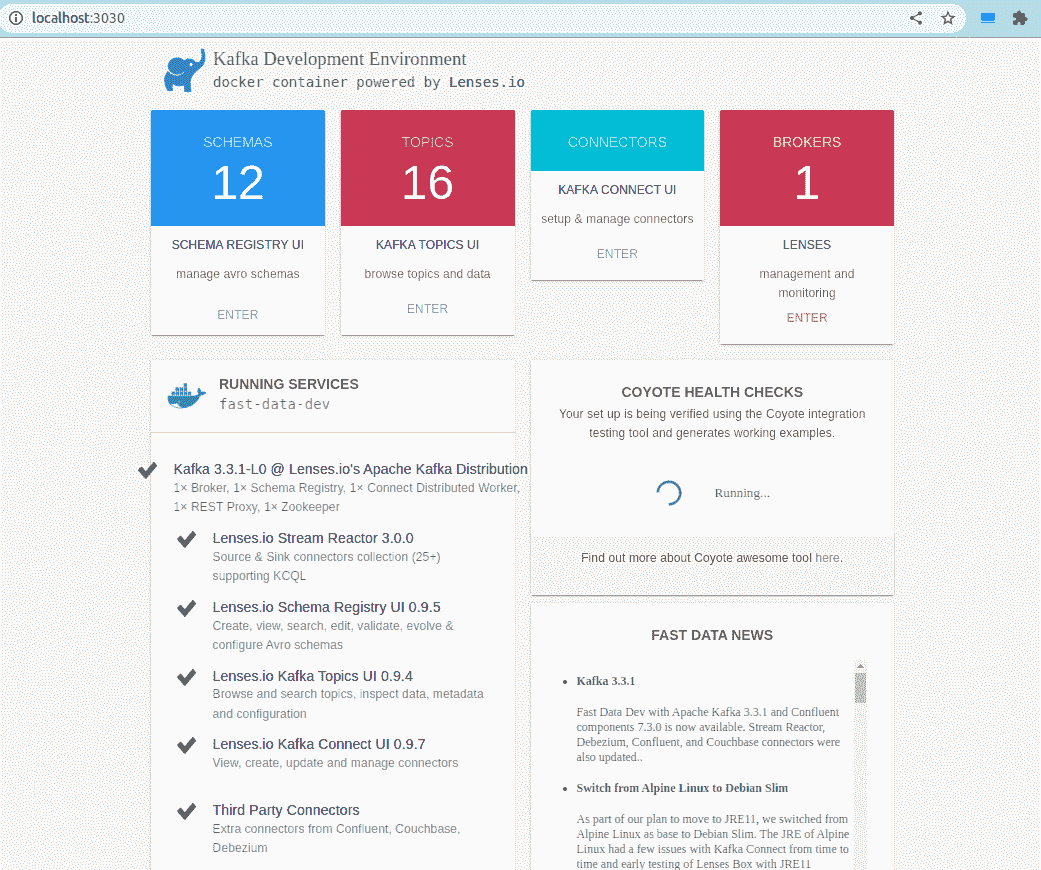 localhost:3030
Kafka Development Environment
docker container powered by Lenses.io
SCHEMAS
12
SCHEMA REGISTRY UI
manage avro schemas
ENTER
TOPICS
16
KAFKA TOPICS UI
browse topics and data
ENTER
CONNECTORS
KAFKA CONNECT UI
setup & manage connectors
ENTER
BROKERS
1
LENSES
management and
monitoring
ENTER
RUNNING SERVICES
fast-data-dev
Kafka 3.3.1-L0 @ Lenses.io's Apache Kafka Distribution
1× Broker, 1× Schema Registry, 1× Connect Distributed Worker,
1× REST Proxy, 1× Zookeeper
Lenses.io Stream Reactor 3.0.0
Source & Sink connectors collection (25+)
supporting KCQL
Lenses.io Schema Registry UI 0.9.5
Create, view, search, edit, validate, evolve &
configure Avro schemas
Lenses.io Kafka Topics UI 0.9.4
Browse and search topics, inspect data, metadata
and configuration
Lenses.io Kafka Connect UI 0.9.7
View, create, update and manage connectors
Third Party Connectors
Extra connectors from Confluent, Couchbase,
Debezium
COYOTE HEALTH CHECKS
Your set up is being verified using the Coyote integration
testing tool and generates working examples.
Running...
Find out more about Coyote awesome tool here.
FAST DATA NEWS
• Kafka 3.3.1
Fast Data Dev with Apache Kafka 3.3.1 and Confluent
components 7.3.0 is now available. Stream Reactor,
Debezium, Confluent, and Couchbase connectors were
also updated..
• Switch from Alpine Linux to Debian Slim
As part of our plan to move to JRE11, we switched from
Alpine Linux as base to Debian Slim. The JRE of Alpine
Linux had a few issues with Kafka Connect from time to
time and early testing of Lenses Box with JRE11